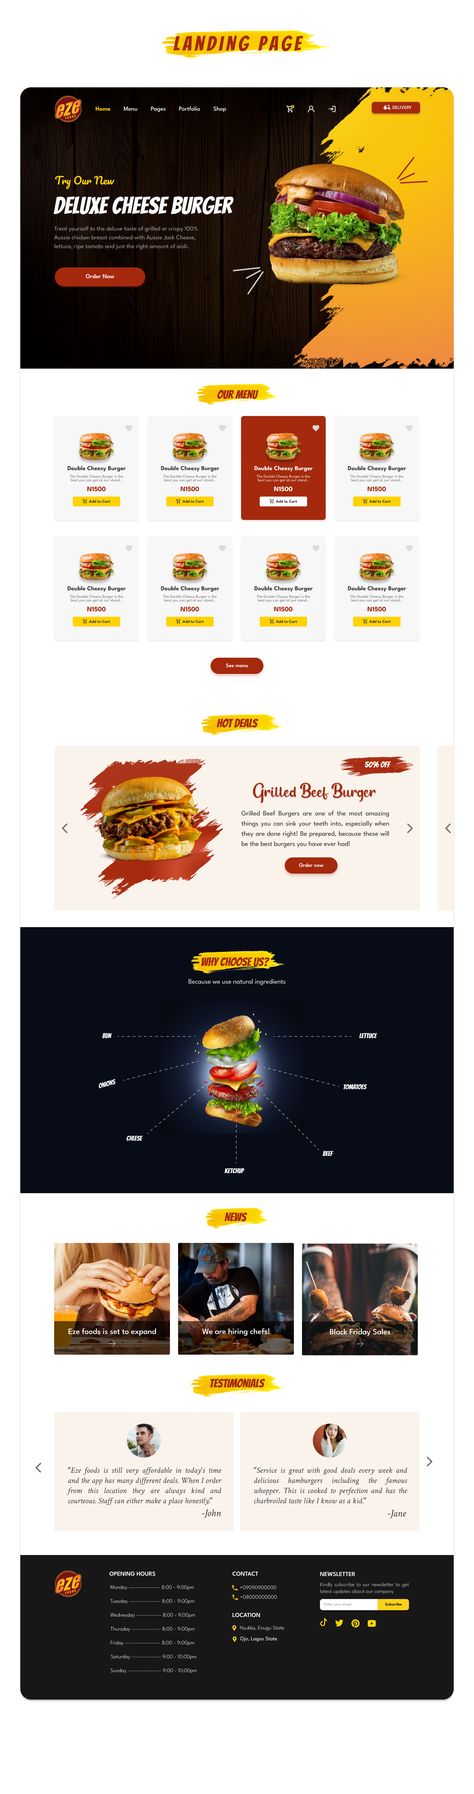 LANDING PAGE
eze
FOODS
Home Menu Pages Portfolio Shop
DELIVERY
Try Our New
DELUXE CHEESE BURGER
Treat yourself to the deluxe taste of grilled or crispy 100%
Aussie chicken breast combined with Aussie Jack Cheese,
lettuce, ripe tomato and just the right amount of aioli.
Order Now
OUR MENU
Double Cheesy Burger
The Double Cheesy Burger is the
best you can get at our stand...
N1500
Add to Cart
Double Cheesy Burger
The Double Cheesy Burger is the
best you can get at our stand...
N1500
Add to Cart
Double Cheesy Burger
The Double Cheesy Burger is the
best you can get at our stand...
N1500
Add to Cart
Double Cheesy Burger
The Double Cheesy Burger is the
best you can get at our stand...
N1500
Add to Cart
Double Cheesy Burger
The Double Cheesy Burger is the
best you can get at our stand...
N1500
Add to Cart
Double Cheesy Burger
The Double Cheesy Burger is the
best you can get at our stand...
N1500
Add to Cart
Double Cheesy Burger
The Double Cheesy Burger is the
best you can get at our stand...
N1500
Add to Cart
Double Cheesy Burger
The Double Cheesy Burger is the
best you can get at our stand...
N1500
Add to Cart
See menu
HOT DEALS
50% OFF
Grilled Beef Burger
Grilled Beef Burgers are one of the most amazing
things you can sink your teeth into, especially when
they are done right! Be prepared, because these will
be the best burgers you have ever had!
Order now
WHY CHOOSE US?
Because we use natural ingredients
BUN
LETTUCE
ONIONS
TOMATOES
CHEESE
BEEF
KETCHUP
NEWS
Eze foods is set to expand
We are hiring chefs!
Black Friday Sales
TESTIMONIALS
"Eze foods is still very affordable in today's time
and the app has many different deals. When I order
from this location they are always kind and
courteous. Staff can either make a place honestly."
-John
"Service is great with good deals every week and
delicious hamburgers including the famous
whopper. This is cooked to perfection and has the
charbroiled taste like I know as a kid."
-Jane
eze
FOODS
OPENING HOURS
Monday ---------------- 8:00 - 9:00pm
Tuesday ---------------- 8:00 - 9:00pm
Wednesday ------------- 8:00 - 9:00pm
Thursday --------------- 8:00 - 9:00pm
Friday ------------------ 8:00 - 9:00pm
Saturday --------------- 9:00 - 10:00pm
Sunday ----------------- 9:00 - 10:00pm
CONTACT
+09090900000
+08000000000
LOCATION
Nsukka, Enugu State
Ojo, Lagos State
NEWSLETTER
Kindly subscribe to our newsletter to get
latest updates about our company
Enter your email
Subscribe